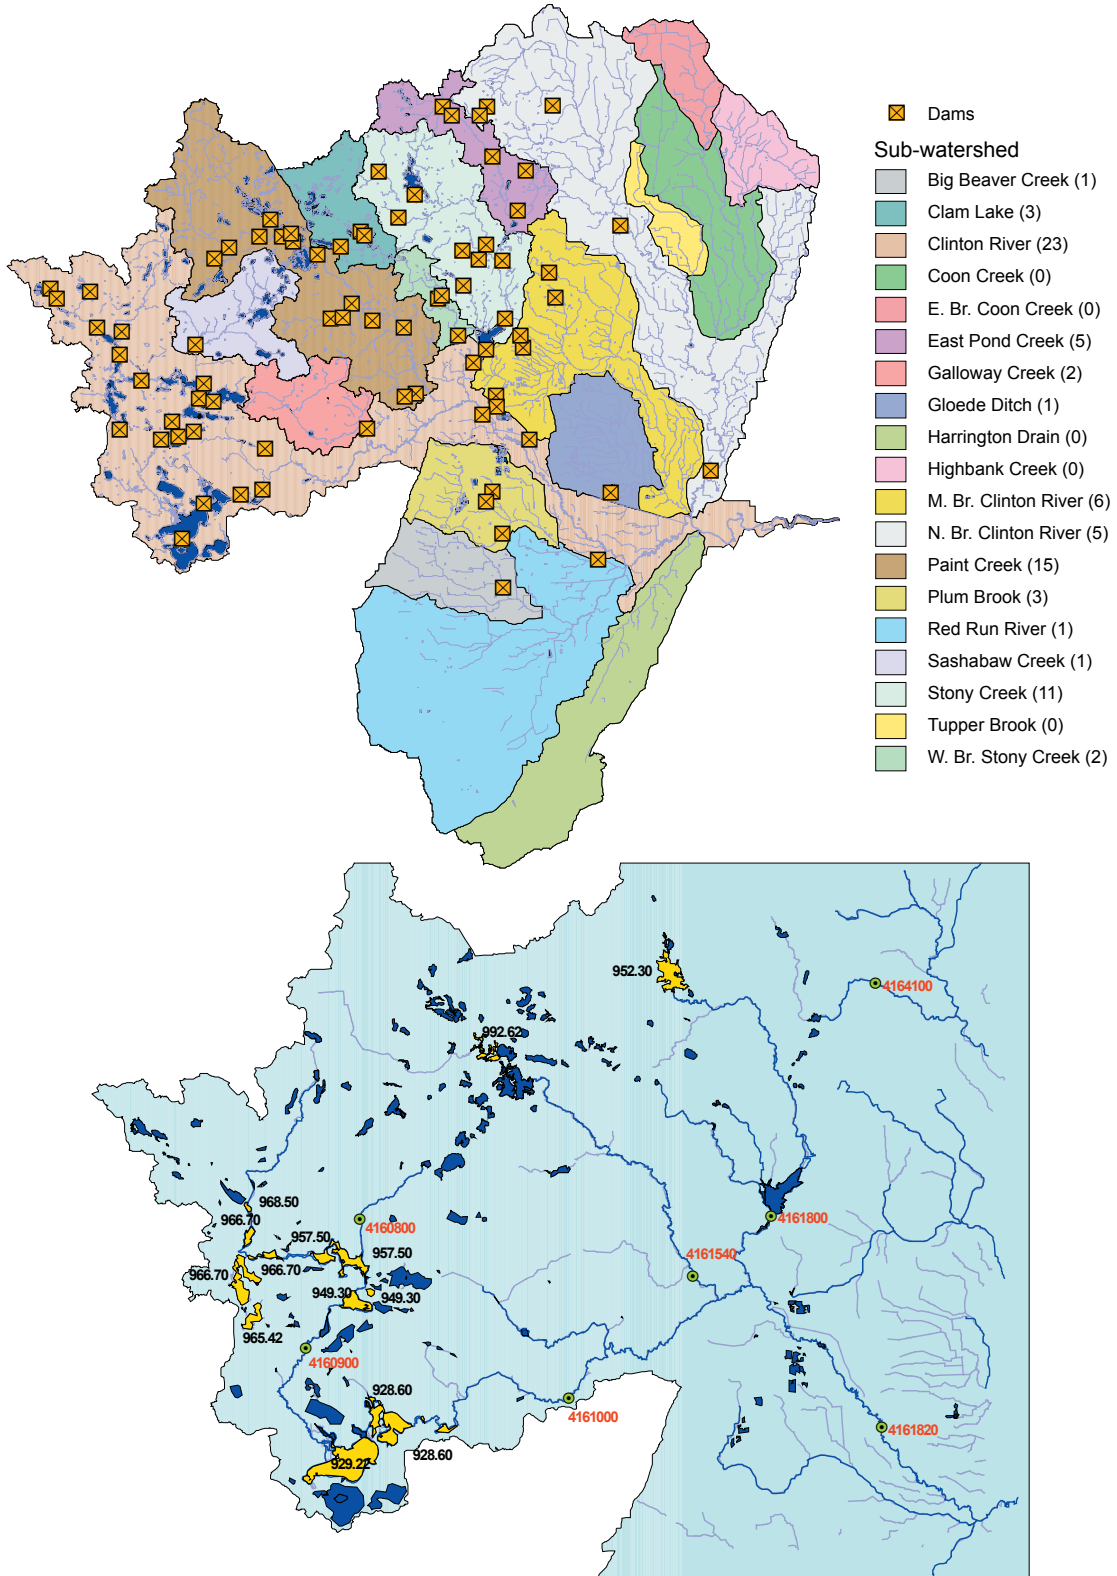 Dams
Sub-watershed
Big Beaver Creek (1)
Clam Lake (3)
Clinton River (23)
Coon Creek (0)
E. Br. Coon Creek (0)
East Pond Creek (5)
Galloway Creek (2)
Gloede Ditch (1)
Harrington Drain (0)
Highbank Creek (0)
M. Br. Clinton River (6)
N. Br. Clinton River (5)
Paint Creek (15)
Plum Brook (3)
Red Run River (1)
Sashabaw Creek (1)
Stony Creek (11)
Tupper Brook (0)
W. Br. Stony Creek (2)
952.30
4164100
992.62
968.50
966.70
4160800
4161800
957.50
957.50
4161540
966.70
966.70
949.30
949.30
965.42
4160900
928.60
4161000
4161820
928.60
929.22